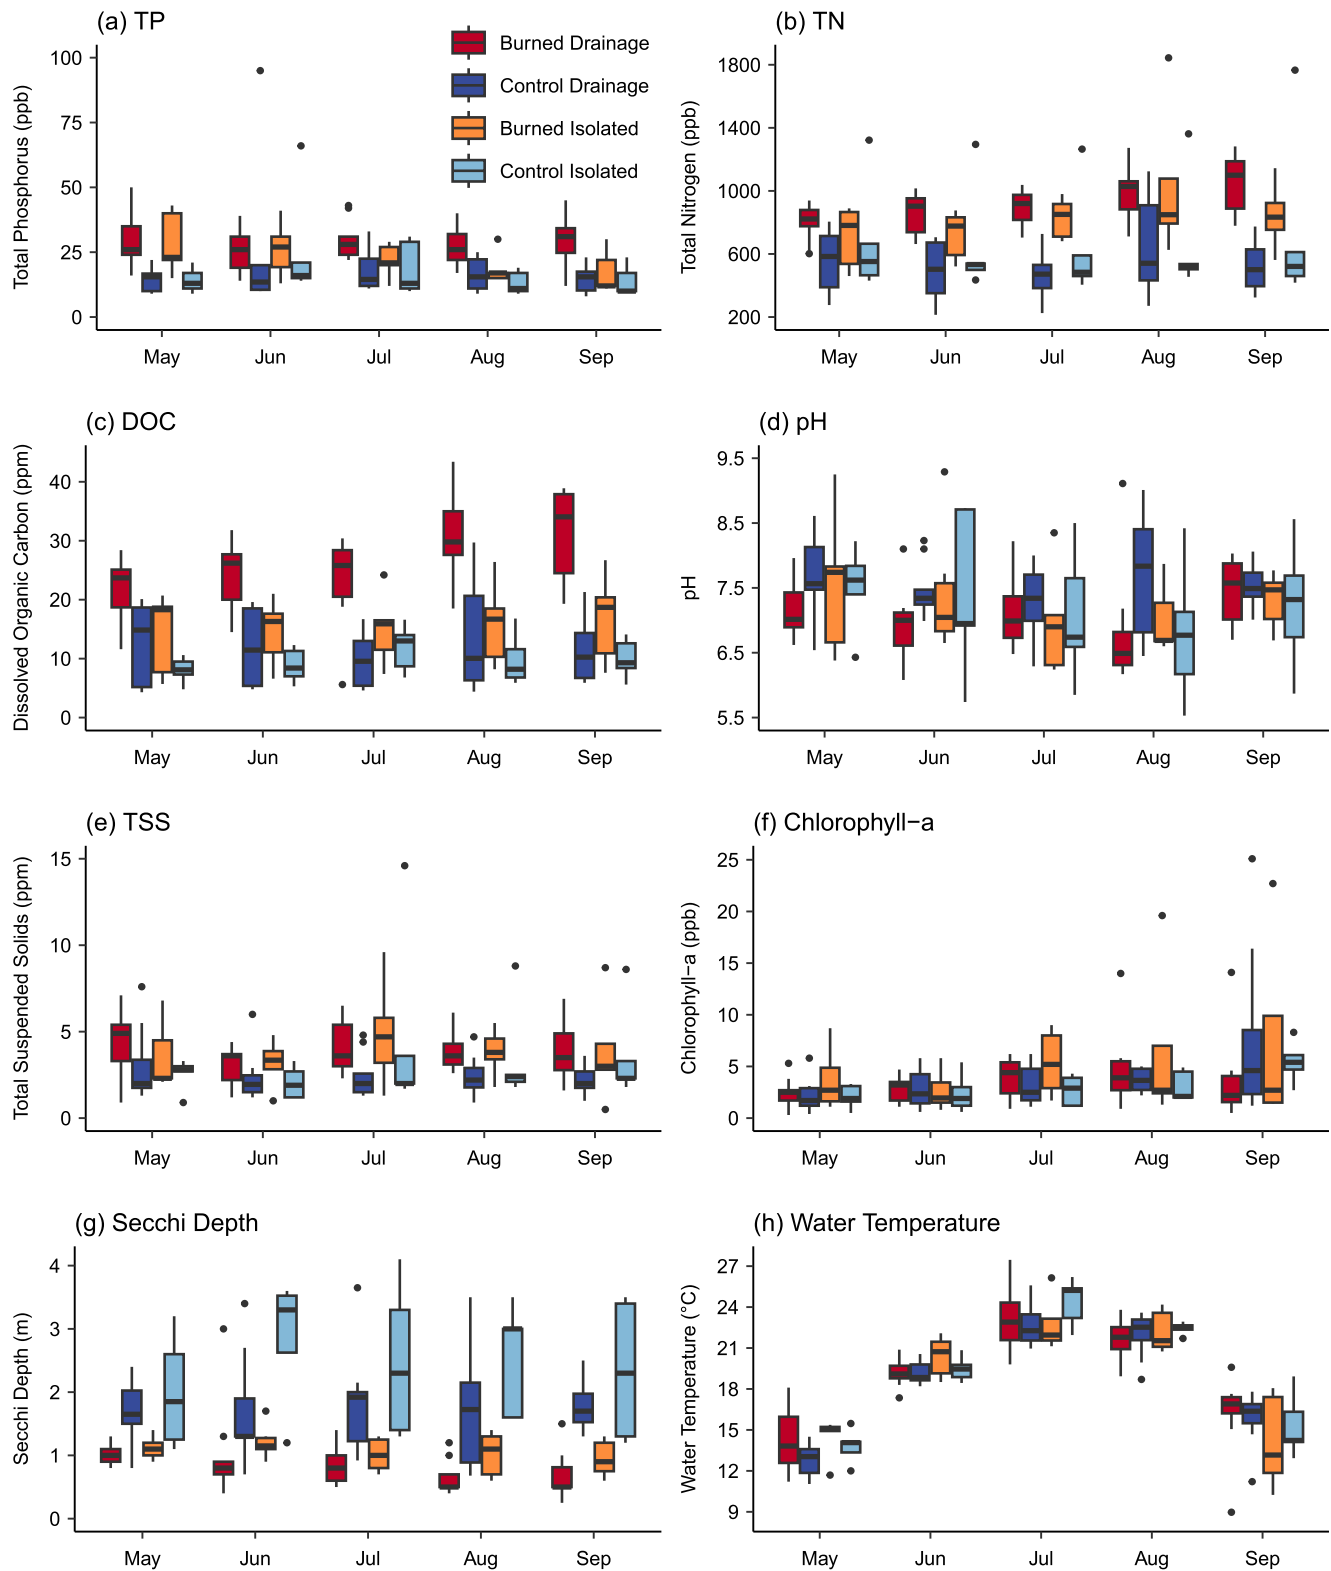 (a) TP
Total Phosphorus (ppb)
100
75
50
25
0
May Jun Jul Aug Sep
Burned Drainage
Control Drainage
Burned Isolated
Control Isolated
(b) TN
Total Nitrogen (ppb)
1800
1400
1000
600
200
May Jun Jul Aug Sep
(c) DOC
Dissolved Organic Carbon (ppm)
40
30
20
10
0
May Jun Jul Aug Sep
(d) pH
pH
9.5
8.5
7.5
6.5
5.5
May Jun Jul Aug Sep
(e) TSS
Total Suspended Solids (ppm)
15
10
5
0
May Jun Jul Aug Sep
(f) Chlorophyll−a
Chlorophyll−a (ppb)
25
20
15
10
5
0
May Jun Jul Aug Sep
(g) Secchi Depth
Secchi Depth (m)
4
3
2
1
0
May Jun Jul Aug Sep
(h) Water Temperature
Water Temperature (°C)
27
24
21
18
15
12
9
May Jun Jul Aug Sep